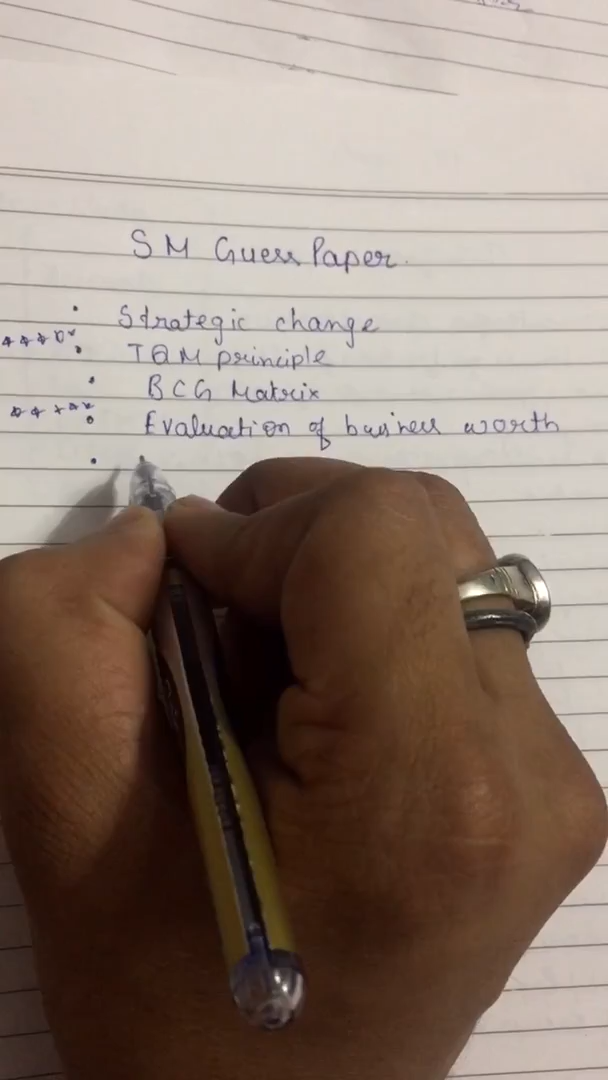 SM Guess Paper.
• Strategic change
• TQM principle
• BCG Matrix
• Evaluation of business worth
•